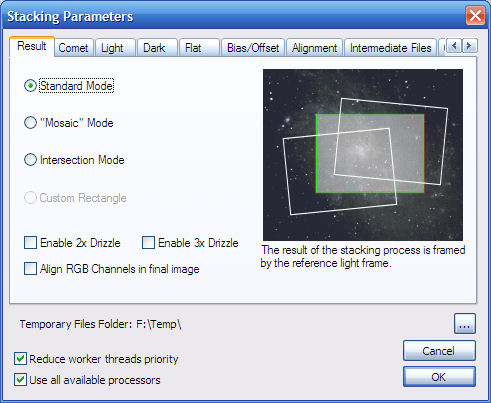 Stacking Parameters
Result Comet Light Dark Flat Bias/Offset Alignment Intermediate Files
Standard Mode
"Mosaic" Mode
Intersection Mode
Custom Rectangle
Enable 2x Drizzle Enable 3x Drizzle
Align RGB Channels in final image
The result of the stacking process is framed
by the reference light frame.
Temporary Files Folder: F:\Temp\
...
Reduce worker threads priority
Cancel
Use all available processors
OK